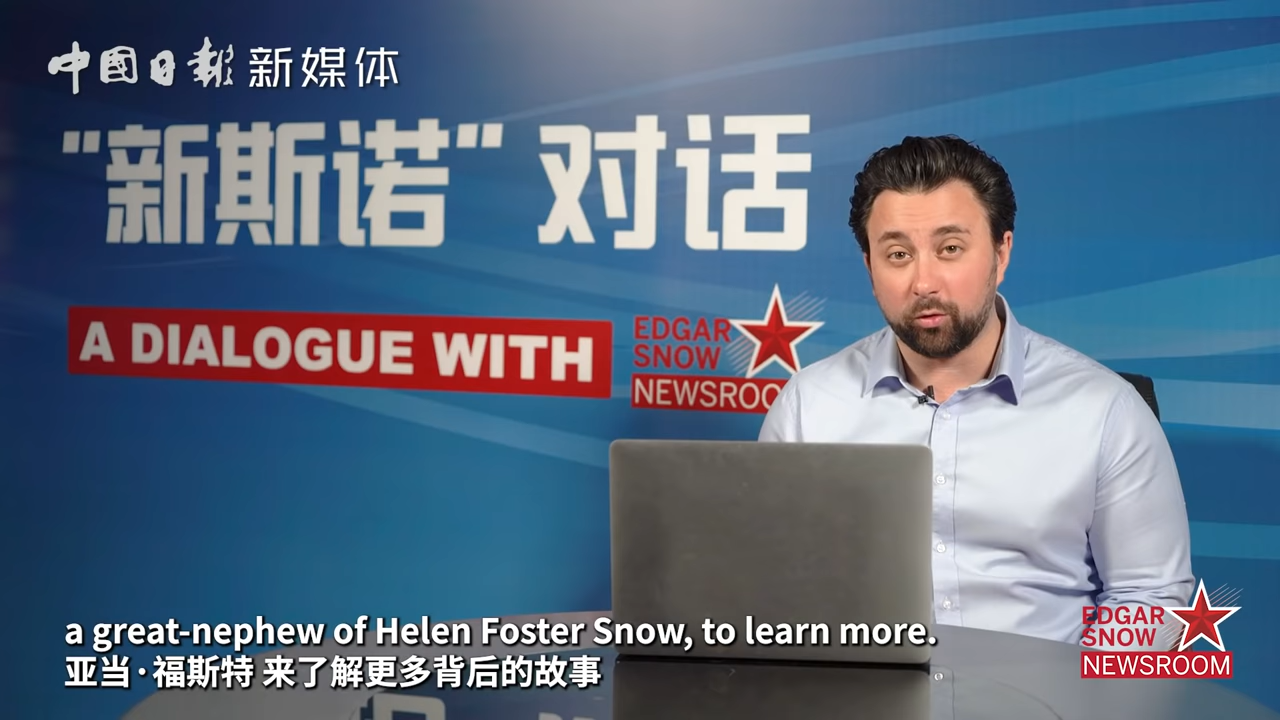 中國日報 新媒体
“新斯诺”对话
A DIALOGUE WITH
EDGAR
SNOW
NEWSROO
a great-nephew of Helen Foster Snow, to learn more.
亚当·福斯特 来了解更多背后的故事
EDGAR
SNOW
NEWSROOM